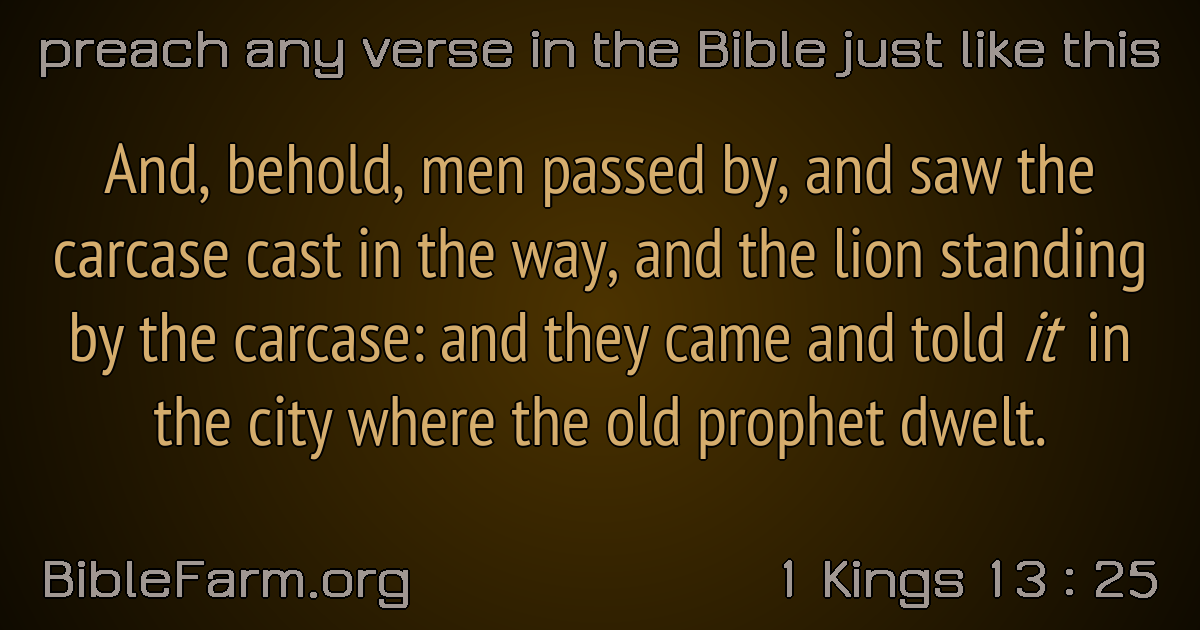 preach any verse in the Bible just like this
And, behold, men passed by, and saw the
carcase cast in the way, and the lion standing
by the carcase: and they came and told it in
the city where the old prophet dwelt.
BibleFarm.org
1 Kings 13 : 25